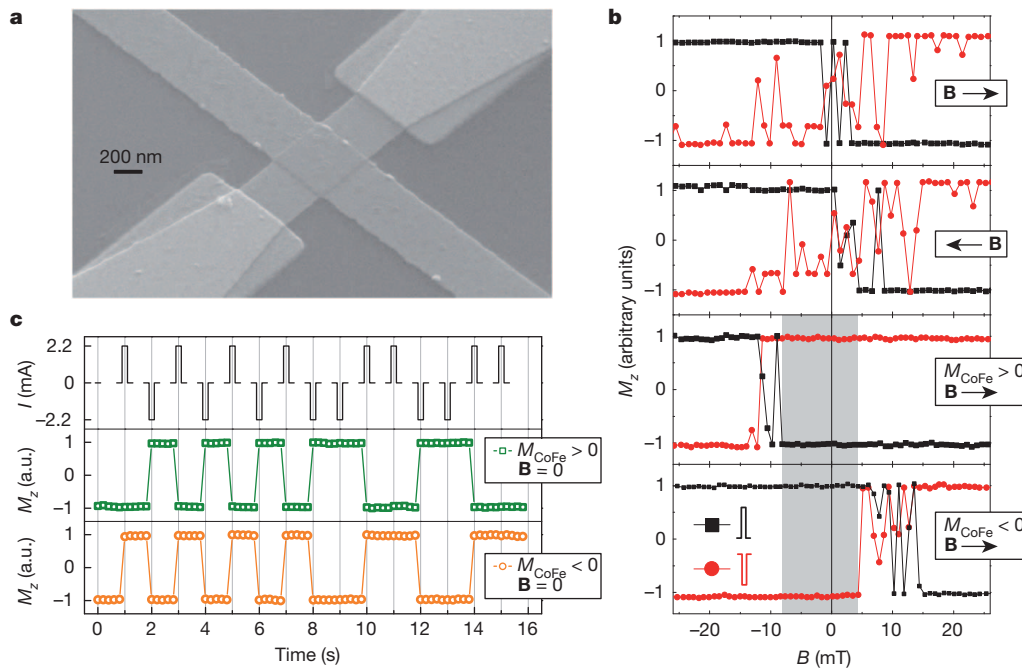 a
200 nm
b
1
0
−1
B →
1
0
−1
← B
M_z (arbitrary units)
1
0
−1
M_CoFe > 0
B →
1
0
−1
M_CoFe < 0
B →
−20 −10 0 10 20
B (mT)
c
2.2
0
−2.2
I (mA)
1
0
−1
M_z (a.u.)
M_CoFe > 0
B = 0
1
0
−1
M_z (a.u.)
M_CoFe < 0
B = 0
0 2 4 6 8 10 12 14 16
Time (s)